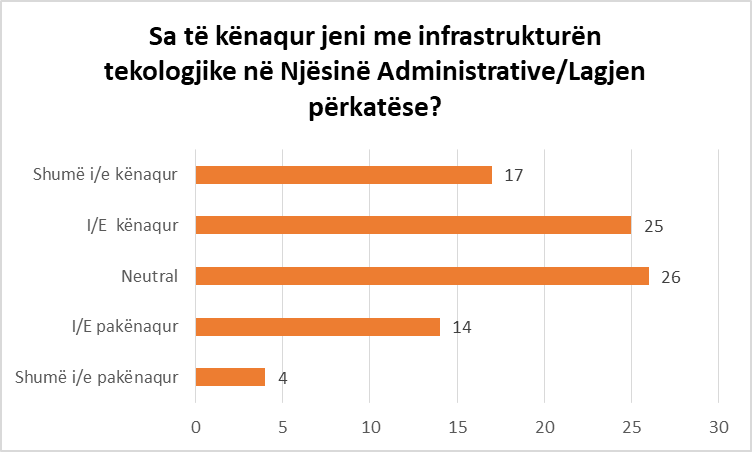 Sa të kënaqur jeni me infrastrukturën
tekologjike në Njësinë Administrative/Lagjen
përkatëse?
Shumë i/e kënaqur 17
I/E  kënaqur 25
Neutral 26
I/E pakënaqur 14
Shumë i/e pakënaqur 4
0 5 10 15 20 25 30